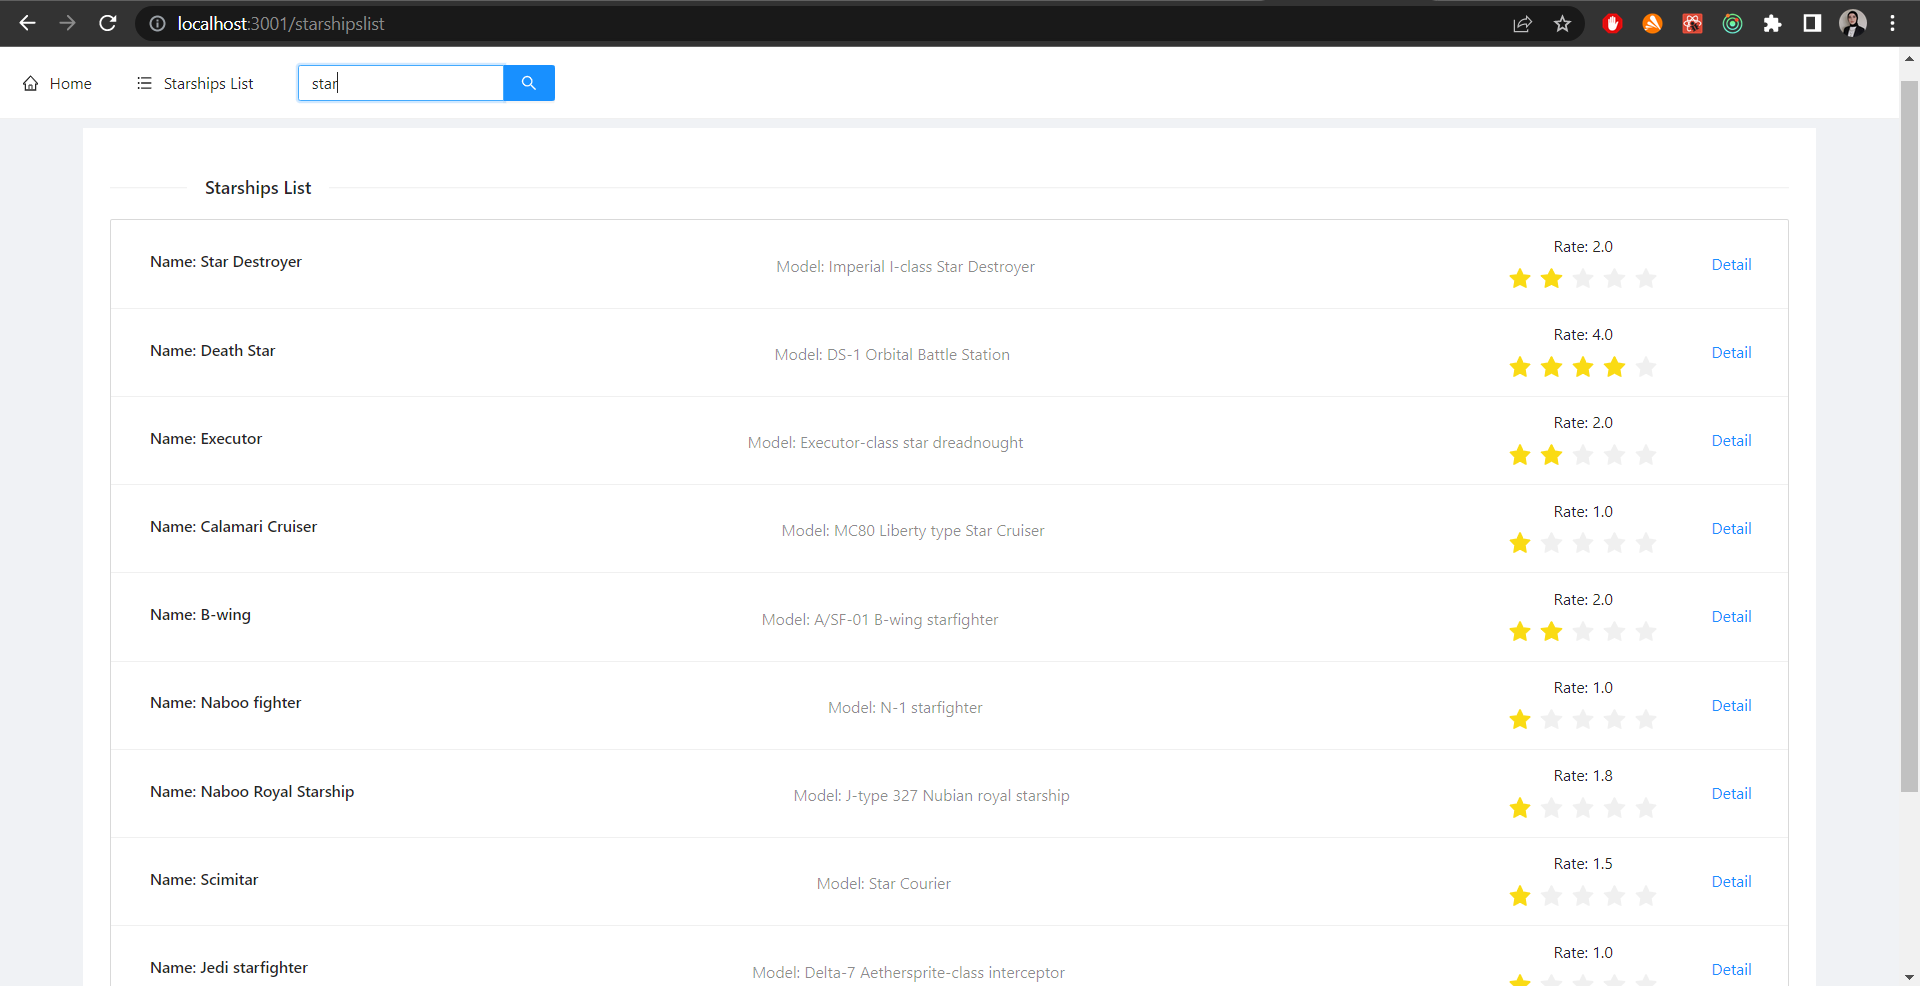 localhost:3001/starshipslist
Home Starships List star
Starships List
Name: Star Destroyer Model: Imperial I-class Star Destroyer Rate: 2.0 Detail
Name: Death Star Model: DS-1 Orbital Battle Station Rate: 4.0 Detail
Name: Executor Model: Executor-class star dreadnought Rate: 2.0 Detail
Name: Calamari Cruiser Model: MC80 Liberty type Star Cruiser Rate: 1.0 Detail
Name: B-wing Model: A/SF-01 B-wing starfighter Rate: 2.0 Detail
Name: Naboo fighter Model: N-1 starfighter Rate: 1.0 Detail
Name: Naboo Royal Starship Model: J-type 327 Nubian royal starship Rate: 1.8 Detail
Name: Scimitar Model: Star Courier Rate: 1.5 Detail
Name: Jedi starfighter Model: Delta-7 Aethersprite-class interceptor Rate: 1.0 Detail